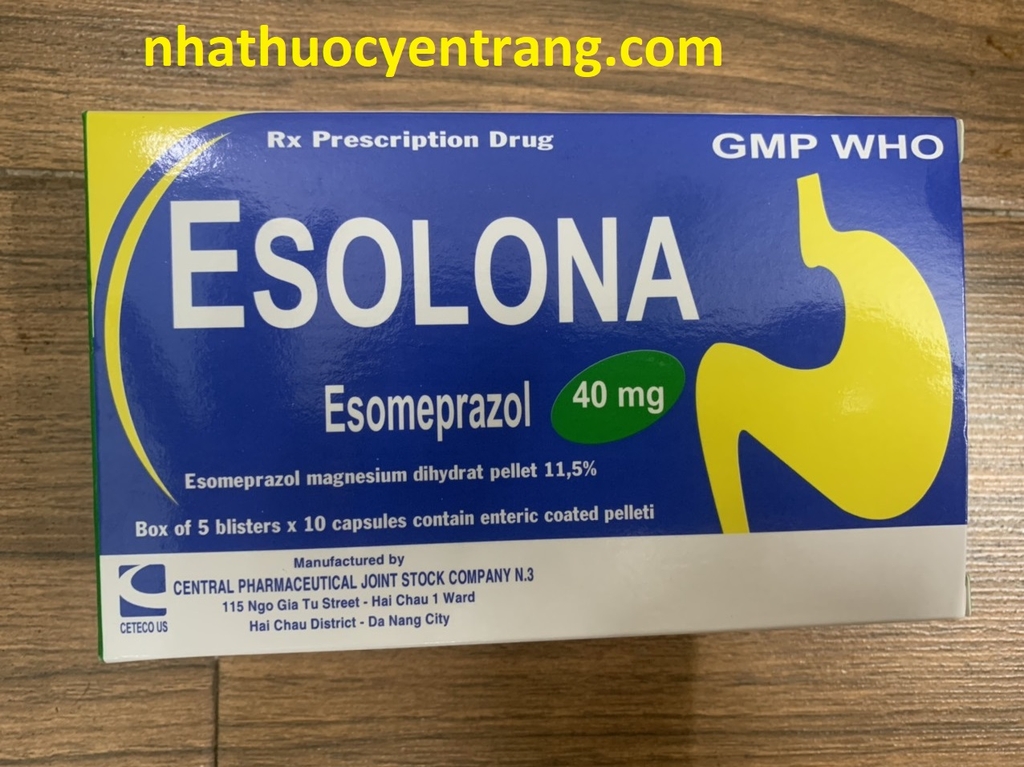 nhathuocyentrang.com
Rx Prescription Drug
GMP WHO
ESOLONA
Esomeprazol
40 mg
Esomeprazol magnesium dihydrat pellet 11,5%
Box of 5 blisters x 10 capsules contain enteric coated pelleti
Manufactured by
CENTRAL PHARMACEUTICAL JOINT STOCK COMPANY N.3
115 Ngo Gia Tu Street - Hai Chau 1 Ward
Hai Chau District - Da Nang City
CETECO US